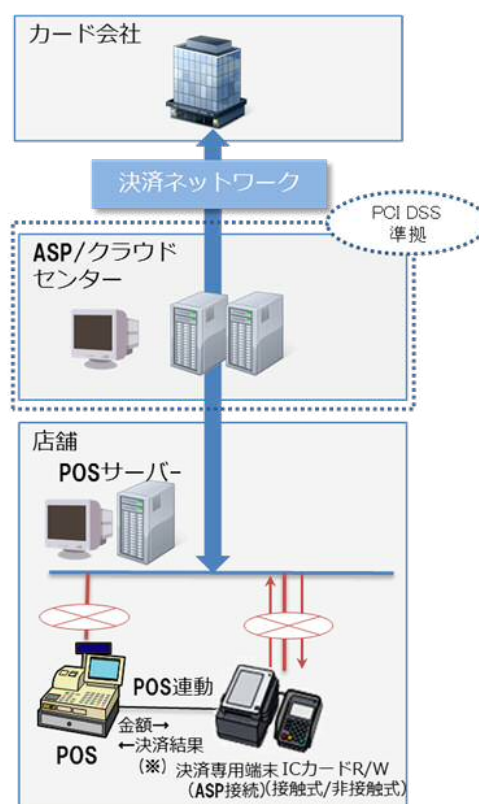 カード会社
決済ネットワーク
PCI DSS
準拠
ASP/クラウド
センター
店舗
POSサーバー
POS連動
金額→
←決済結果
(※)
POS
決済専用端末
(ASP接続)
ICカードR/W
(接触式/非接触式)